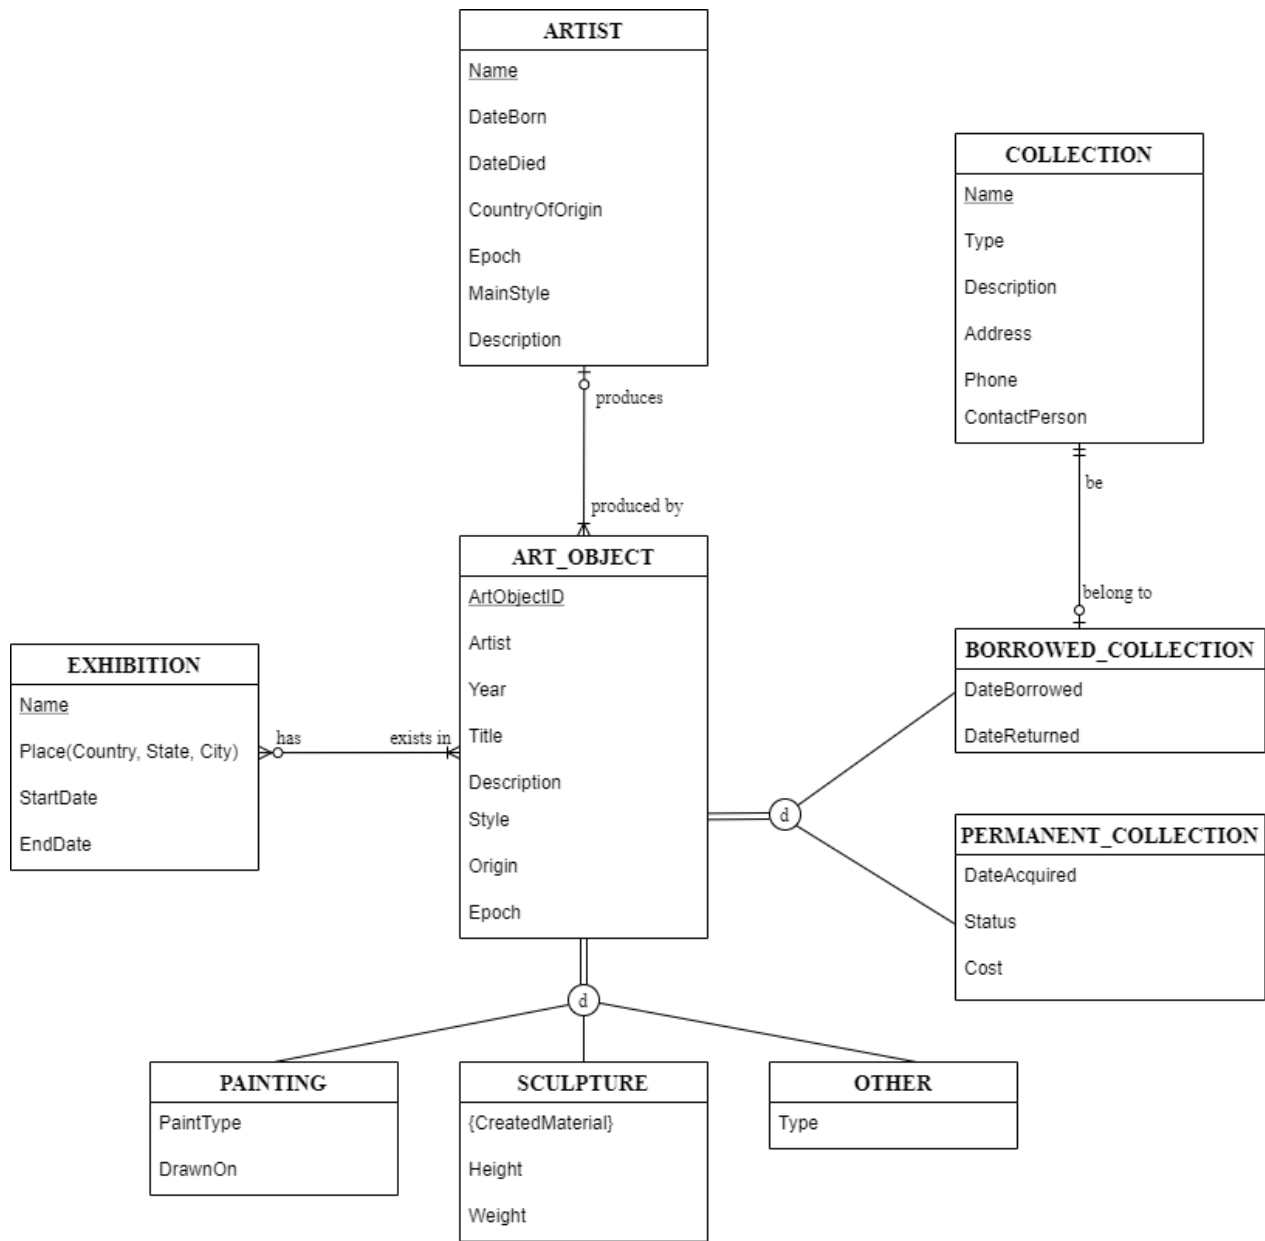 ARTIST
Name
DateBorn
DateDied
CountryOfOrigin
Epoch
MainStyle
Description
produces
produced by
COLLECTION
Name
Type
Description
Address
Phone
ContactPerson
be
belong to
ART_OBJECT
ArtObjectID
Artist
Year
Title
Description
Style
Origin
Epoch
EXHIBITION
Name
Place(Country, State, City)
StartDate
EndDate
has
exists in
BORROWED_COLLECTION
DateBorrowed
DateReturned
d
PERMANENT_COLLECTION
DateAcquired
Status
Cost
d
PAINTING
PaintType
DrawnOn
SCULPTURE
{CreatedMaterial}
Height
Weight
OTHER
Type